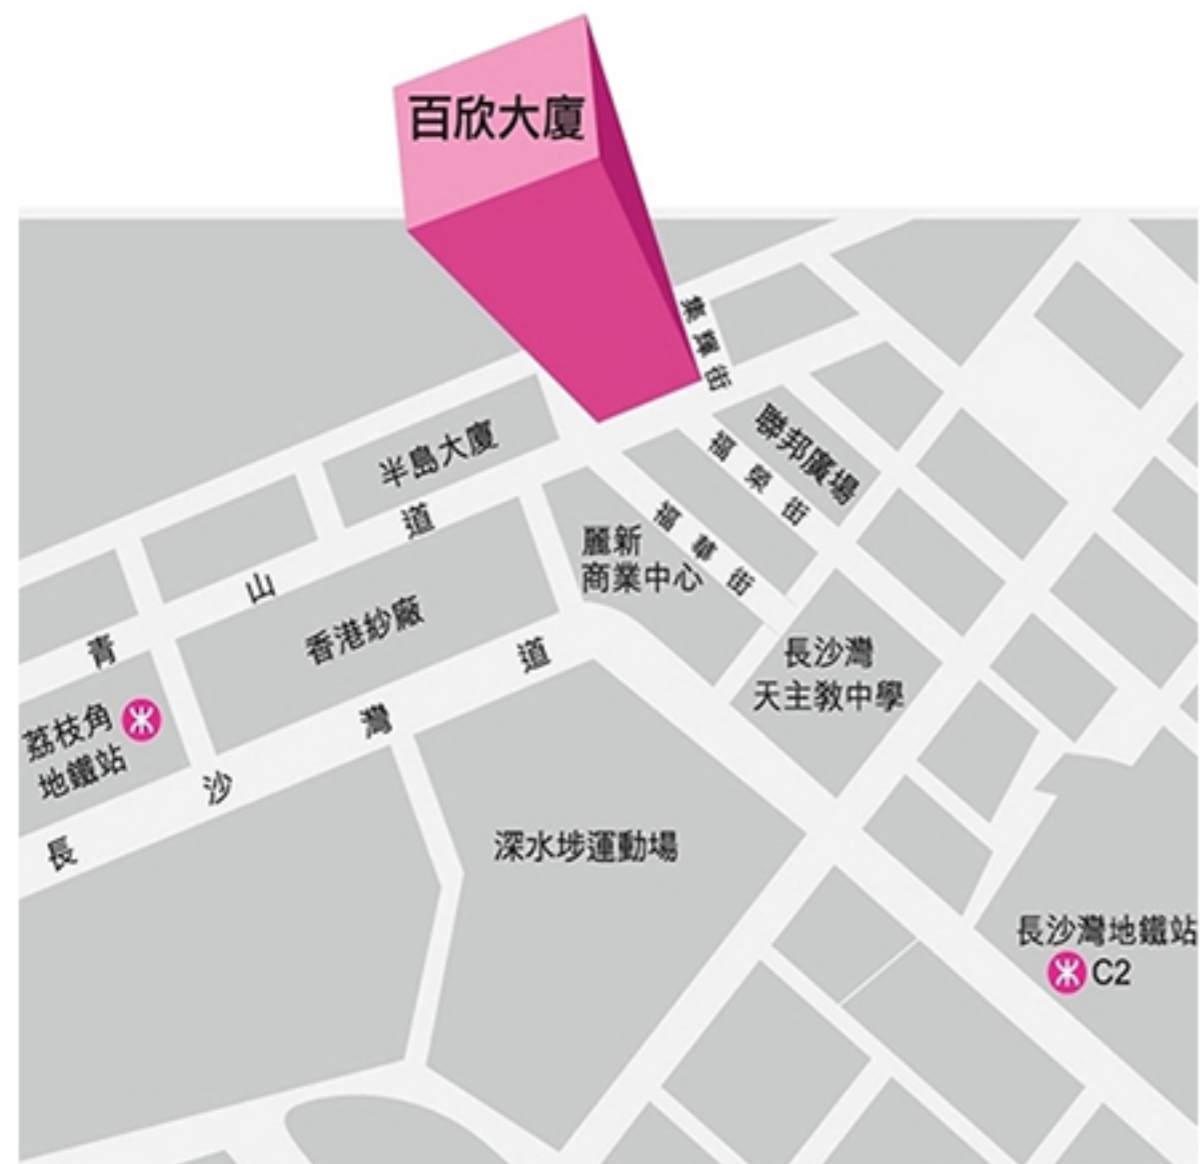 百欣大廈
集輝街
聯邦廣場
福榮街
半島大廈
福華街
麗新
商業中心
青山道
香港紗廠
長沙灣
天主教中學
荔枝角
地鐵站
長沙灣道
深水埗運動場
長沙灣地鐵站
C2